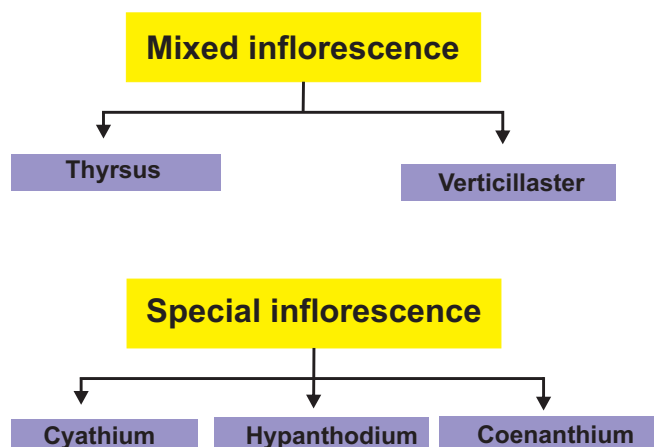 Mixed inflorescence
Thyrsus
Verticillaster
Special inflorescence
Cyathium
Hypanthodium
Coenanthium